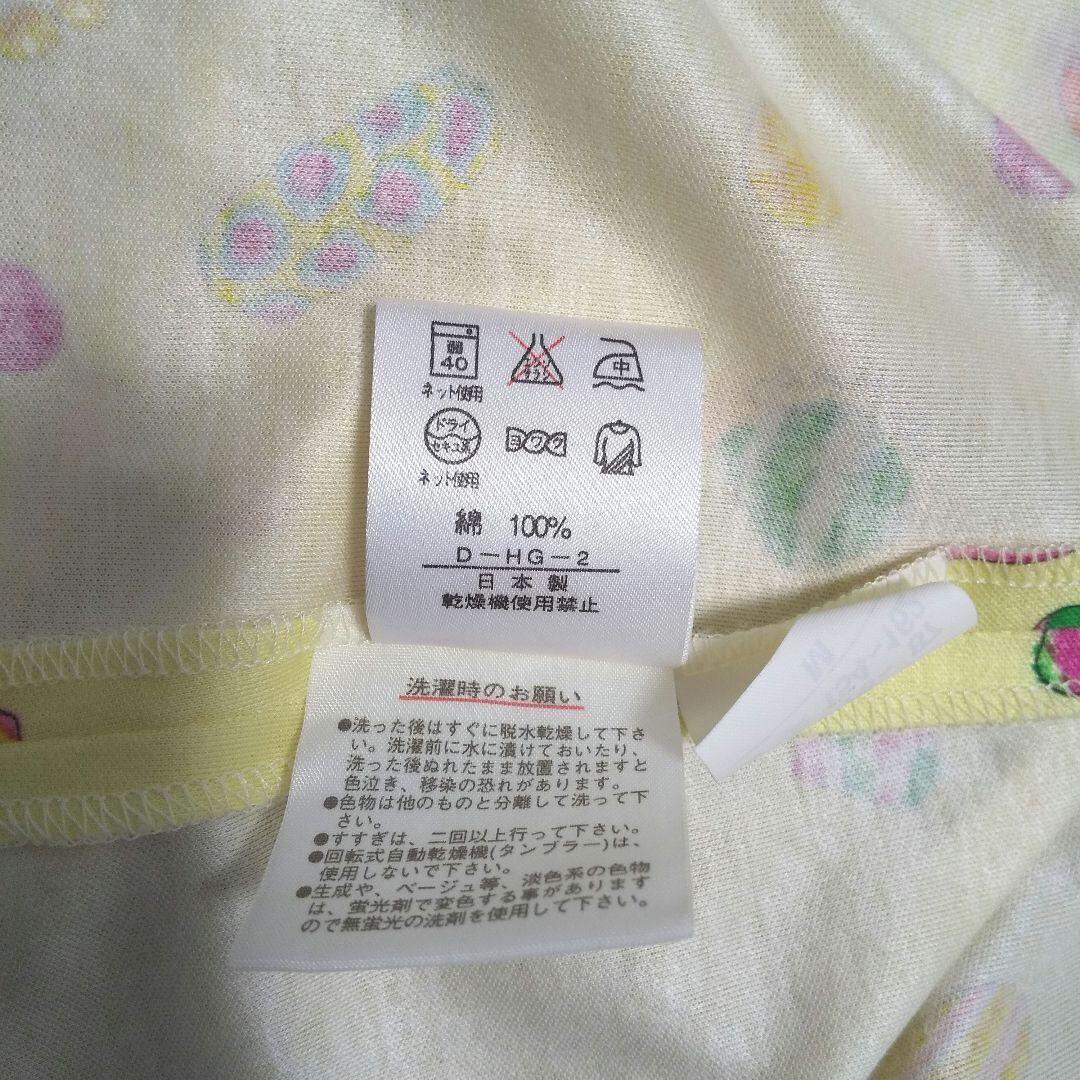 弱
40
ネット使用
エンソ
サラシ
中
ドライ
セキユ系
ネット使用
ヨワク
綿 100%
D－HG－2
日本製
乾燥機使用禁止
洗濯時のお願い
●洗った後はすぐに脱水乾燥して下さ
い。洗濯前に水に漬けておいたり、
洗った後ぬれたまま放置されますと
色泣き、移染の恐れがあります。
●色物は他のものと分離して洗って下
さい。
●すすぎは、二回以上行って下さい。
●回転式自動乾燥機(タンブラー)は、
使用しないで下さい。
●生成や、ベージュ等、淡色系の色物
は、蛍光剤で変色する事があります
ので無蛍光の洗剤を使用して下さい。
M